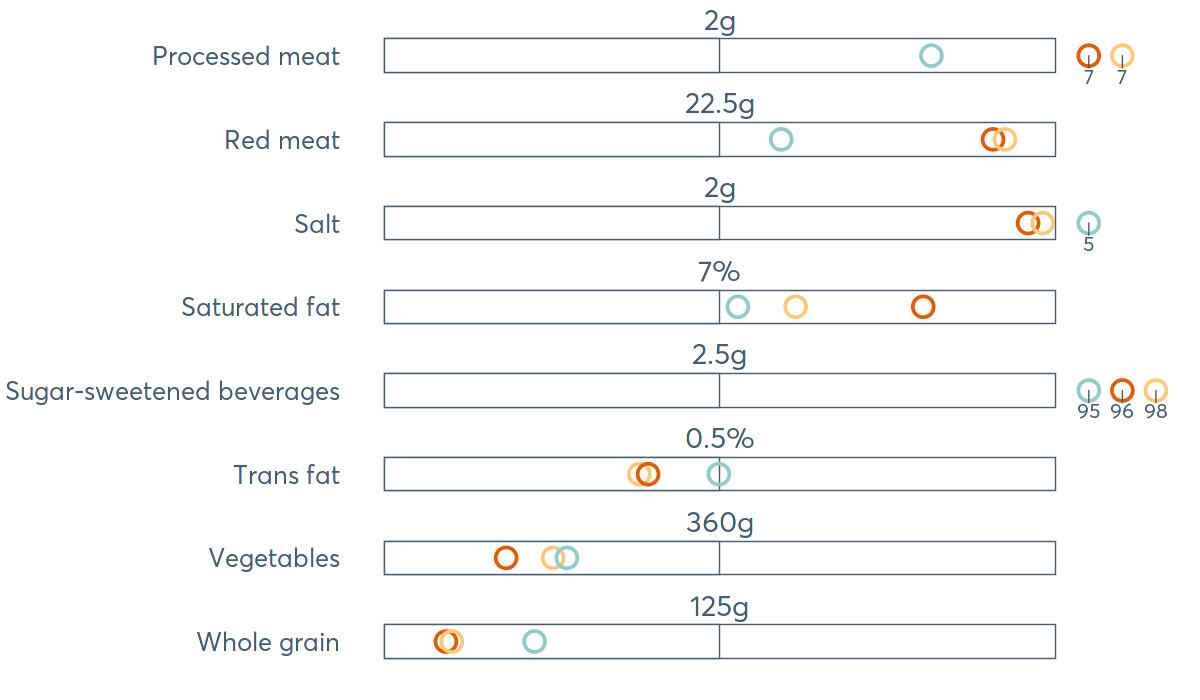 2g
Processed meat
7 7
22.5g
Red meat
2g
Salt
5
7%
Saturated fat
2.5g
Sugar-sweetened beverages
95 96 98
0.5%
Trans fat
360g
Vegetables
125g
Whole grain